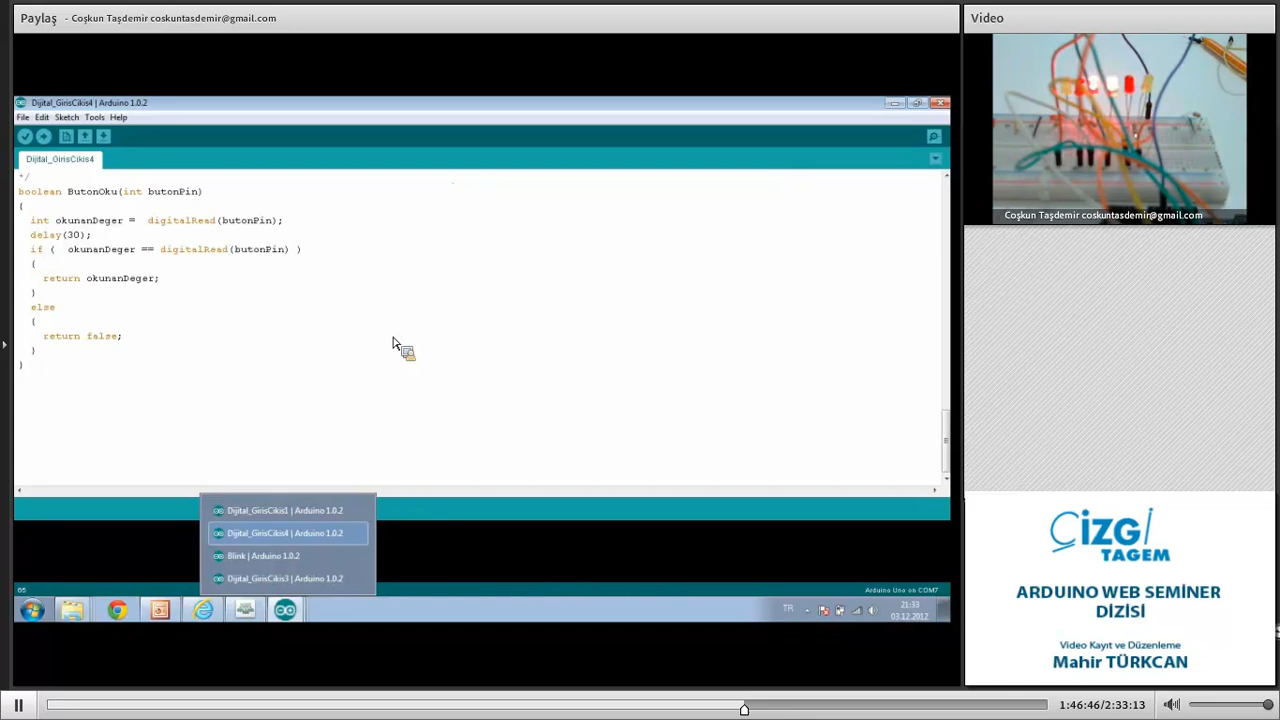 Paylaş - Coşkun Taşdemir coskuntasdemir@gmail.com
Dijital_GirisCikis4 | Arduino 1.0.2
File Edit Sketch Tools Help
Dijital_GirisCikis4
*/
boolean ButonOku(int butonPin)
{
int okunanDeger = digitalRead(butonPin);
delay(30);
if ( okunanDeger == digitalRead(butonPin) )
{
return okunanDeger;
}
else
{
return false;
}
}
Dijital_GirisCikis1 | Arduino 1.0.2
Dijital_GirisCikis4 | Arduino 1.0.2
Blink | Arduino 1.0.2
Dijital_GirisCikis3 | Arduino 1.0.2
65
Arduino Uno on COM7
TR
21:33
03.12.2012
Video
Coşkun Taşdemir coskuntasdemir@gmail.com
ÇİZGİ
TAGEM
ARDUINO WEB SEMİNER
DİZİSİ
Video Kayıt ve Düzenleme
Mahir TÜRKCAN
1:46:46/2:33:13